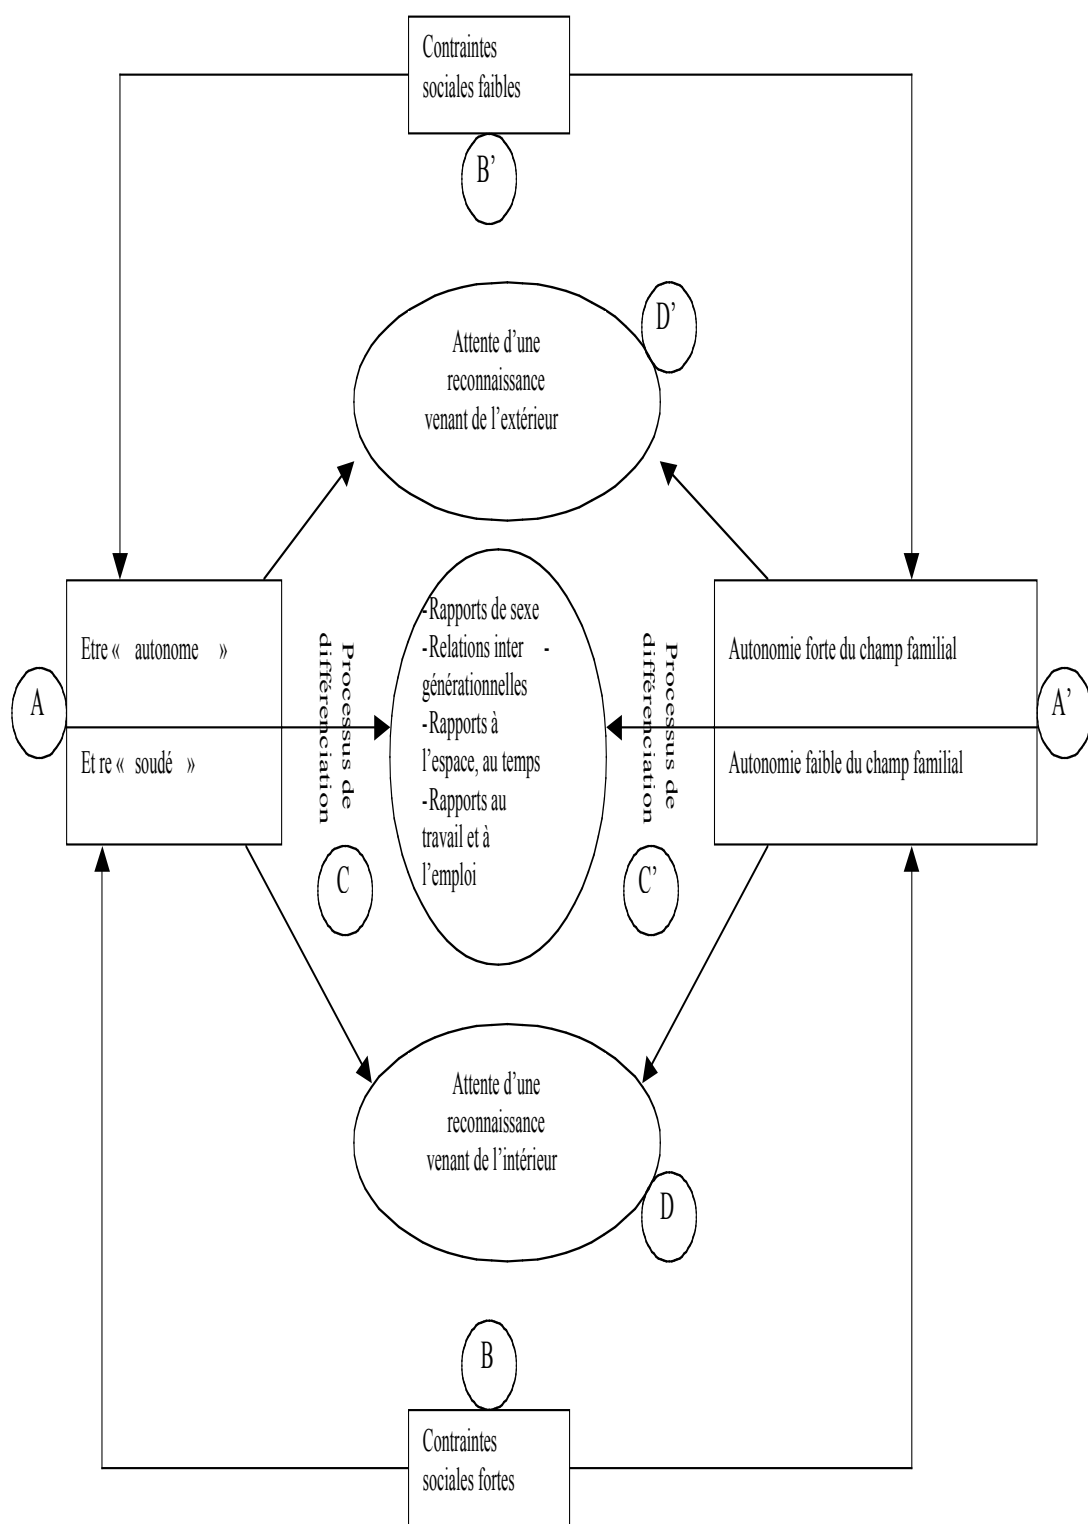 Contraintes
sociales faibles
B’
D’
Attente d’une
reconnaissance
venant de l’extérieur
A
Etre « autonome »
Et re « soudé »
Processus de
différenciation
C
-Rapports de sexe
-Relations inter -
générationnelles
-Rapports à
l’espace, au temps
-Rapports au
travail et à
l’emploi
Processus de
différenciation
C’
Autonomie forte du champ familial
Autonomie faible du champ familial
A’
Attente d’une
reconnaissance
venant de l’intérieur
D
B
Contraintes
sociales fortes